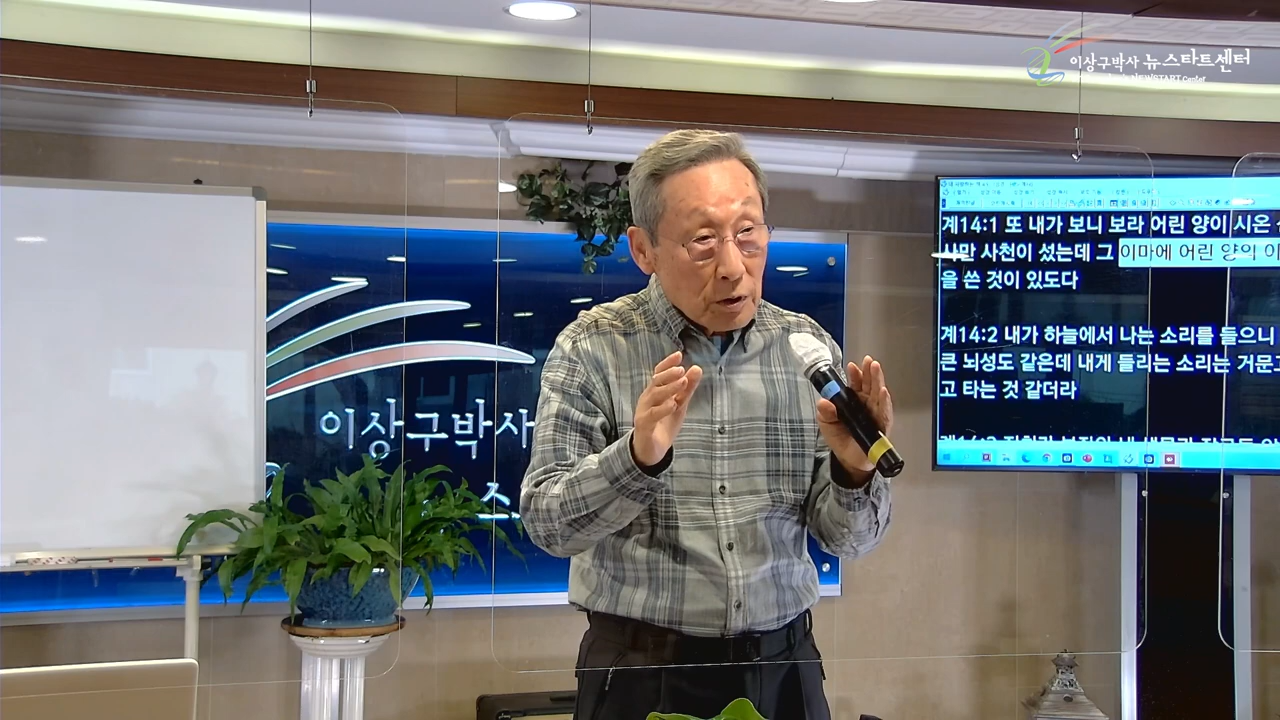 이상구박사 뉴스타트센터
NEWSTART Center
계14:1 또 내가 보니 보라 어린 양이 시온
사만 사천이 섰는데 그 이마에 어린 양의 이
을 쓴 것이 있도다
계14:2 내가 하늘에서 나는 소리를 들으니
큰 뇌성도 같은데 내게 들리는 소리는 거문고
고 타는 것 같더라
이상구박사
스